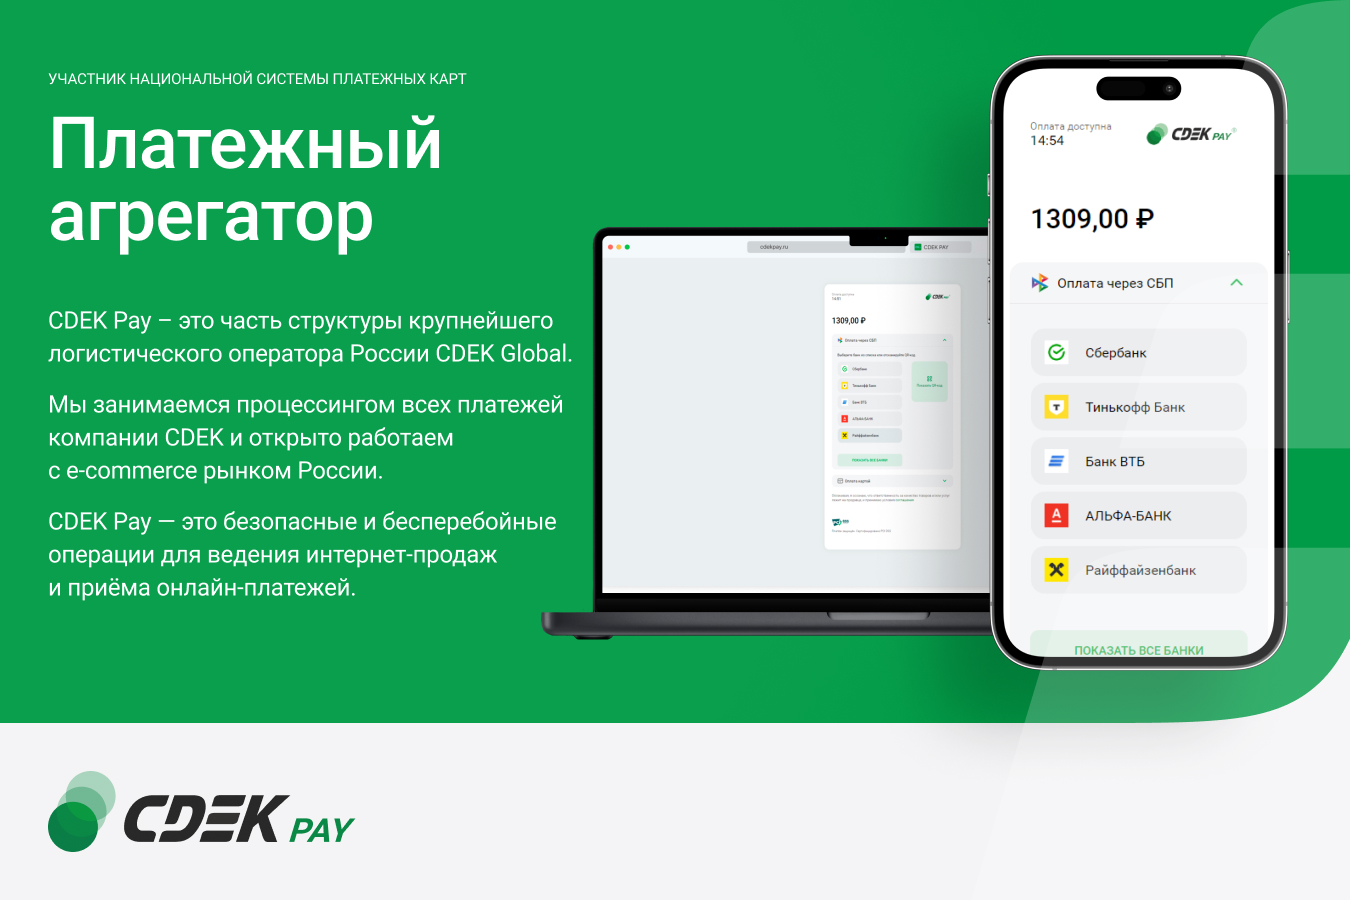 УЧАСТНИК НАЦИОНАЛЬНОЙ СИСТЕМЫ ПЛАТЕЖНЫХ КАРТ
Платежный
агрегатор
CDEK Pay – это часть структуры крупнейшего
логистического оператора России CDEK Global.
Мы занимаемся процессингом всех платежей
компании CDEK и открыто работаем
с e-commerce рынком России.
CDEK Pay — это безопасные и бесперебойные
операции для ведения интернет-продаж
и приёма онлайн-платежей.
cdekpay.ru
CDEK PAY
CDEK PAY
1309,00 ₽
Оплата через СБП
Сбербанк
Тинькофф Банк
Банк ВТБ
АЛЬФА-БАНК
Райффайзенбанк
ПОКАЗАТЬ ВСЕ БАНКИ
Оплата картой
Оплата доступна
14:54
CDEK PAY®
1309,00 ₽
Оплата через СБП
Сбербанк
Тинькофф Банк
Банк ВТБ
АЛЬФА-БАНК
Райффайзенбанк
ПОКАЗАТЬ ВСЕ БАНКИ
CDEK PAY